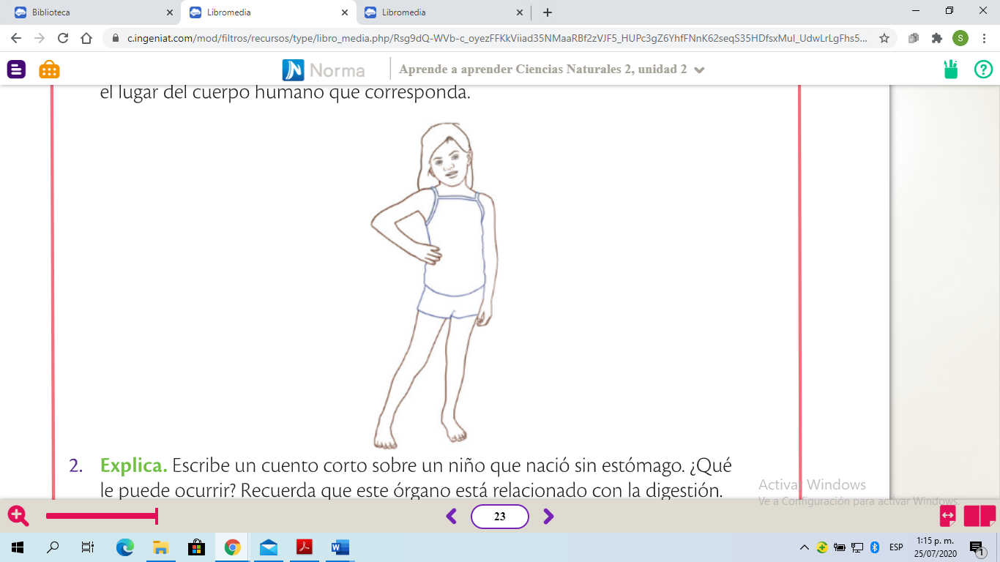 Biblioteca
Libromedia
Libromedia
c.ingeniat.com/mod/filtros/recursos/type/libro_media.php/Rsg9dQ-WVb-c_oyezFFKkViiad35NMaaRBf2zVJF5_HUPc3gZ6YhfFNnK62seqS35HDfsxMul_UdwLrLgFhs5...
S
Norma
Aprende a aprender Ciencias Naturales 2, unidad 2
el lugar del cuerpo humano que corresponda.
2. Explica. Escribe un cuento corto sobre un niño que nació sin estómago. ¿Qué
le puede ocurrir? Recuerda que este órgano está relacionado con la digestión.
Activar Windows
Ve a Configuración para activar Windows.
23
ESP
1:15 p. m.
25/07/2020
1